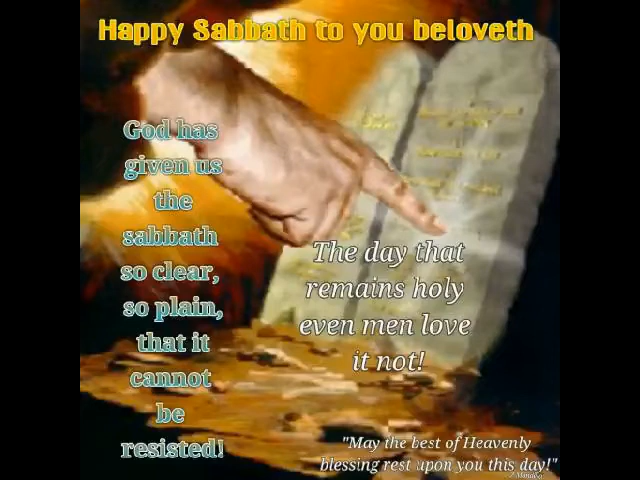 Happy Sabbath to you beloveth
God has
given us
the
sabbath
so clear,
so plain,
that it
cannot
be
resisted!
The day that
remains holy
even men love
it not!
"May the best of Heavenly
blessing rest upon you this day!"